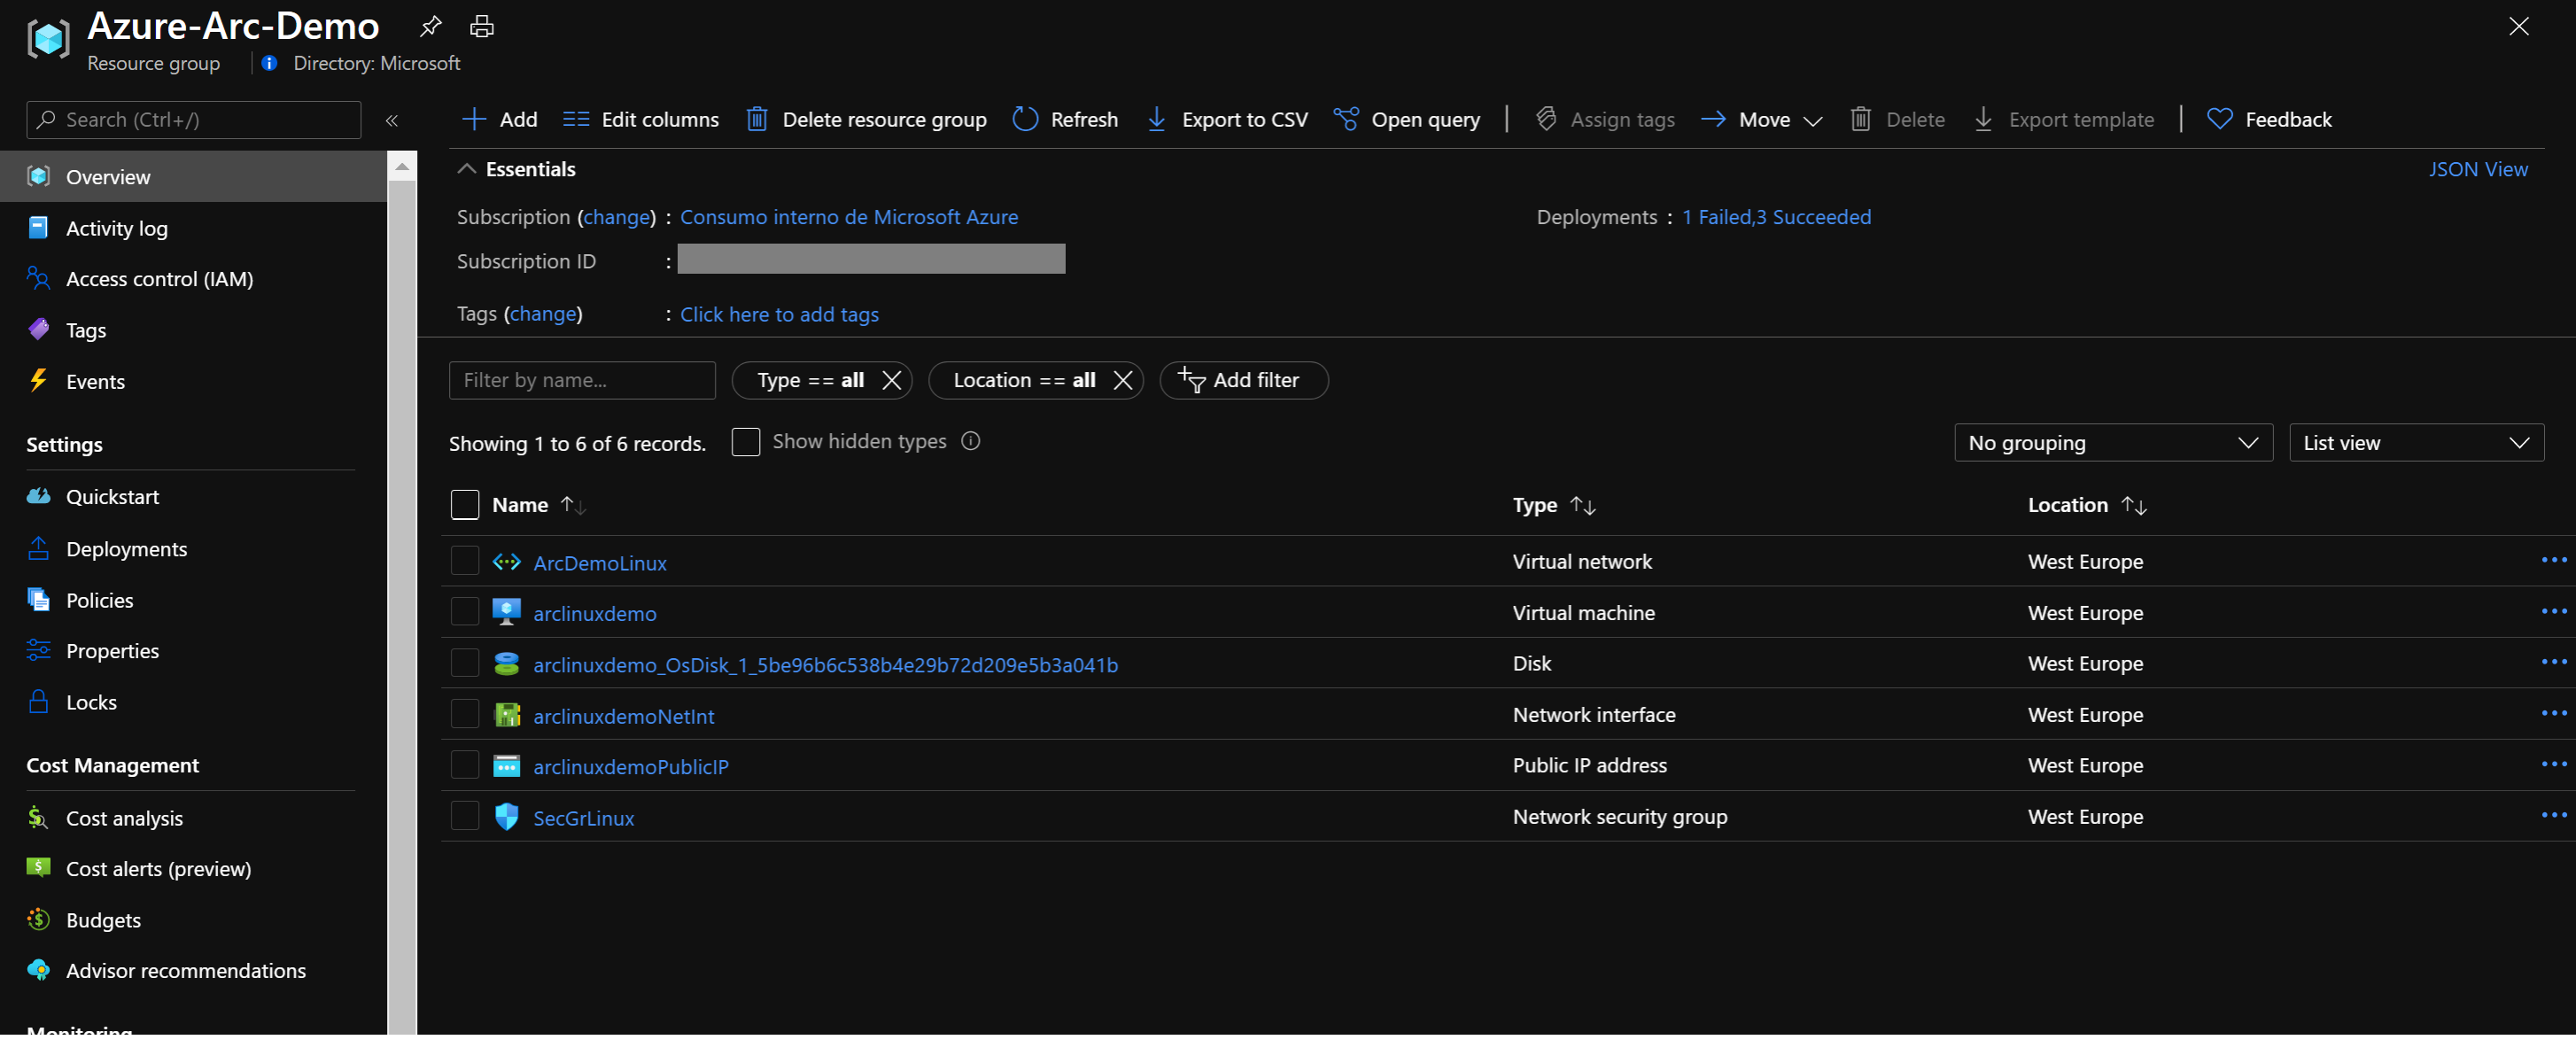 Azure-Arc-Demo
Resource group
Directory: Microsoft
Search (Ctrl+/)
«
Add
Edit columns
Delete resource group
Refresh
Export to CSV
Open query
Assign tags
Move
Delete
Export template
Feedback
Overview
Activity log
Access control (IAM)
Tags
Events
Settings
Quickstart
Deployments
Policies
Properties
Locks
Cost Management
Cost analysis
Cost alerts (preview)
Budgets
Advisor recommendations
Monitoring
Essentials
JSON View
Subscription (change) : Consumo interno de Microsoft Azure
Deployments : 1 Failed,3 Succeeded
Subscription ID :
Tags (change) : Click here to add tags
Filter by name...
Type == all
Location == all
Add filter
Showing 1 to 6 of 6 records.
Show hidden types
No grouping
List view
Name Type Location
ArcDemoLinux Virtual network West Europe
arclinuxdemo Virtual machine West Europe
arclinuxdemo_OsDisk_1_5be96b6c538b4e29b72d209e5b3a041b Disk West Europe
arclinuxdemoNetInt Network interface West Europe
arclinuxdemoPublicIP Public IP address West Europe
SecGrLinux Network security group West Europe